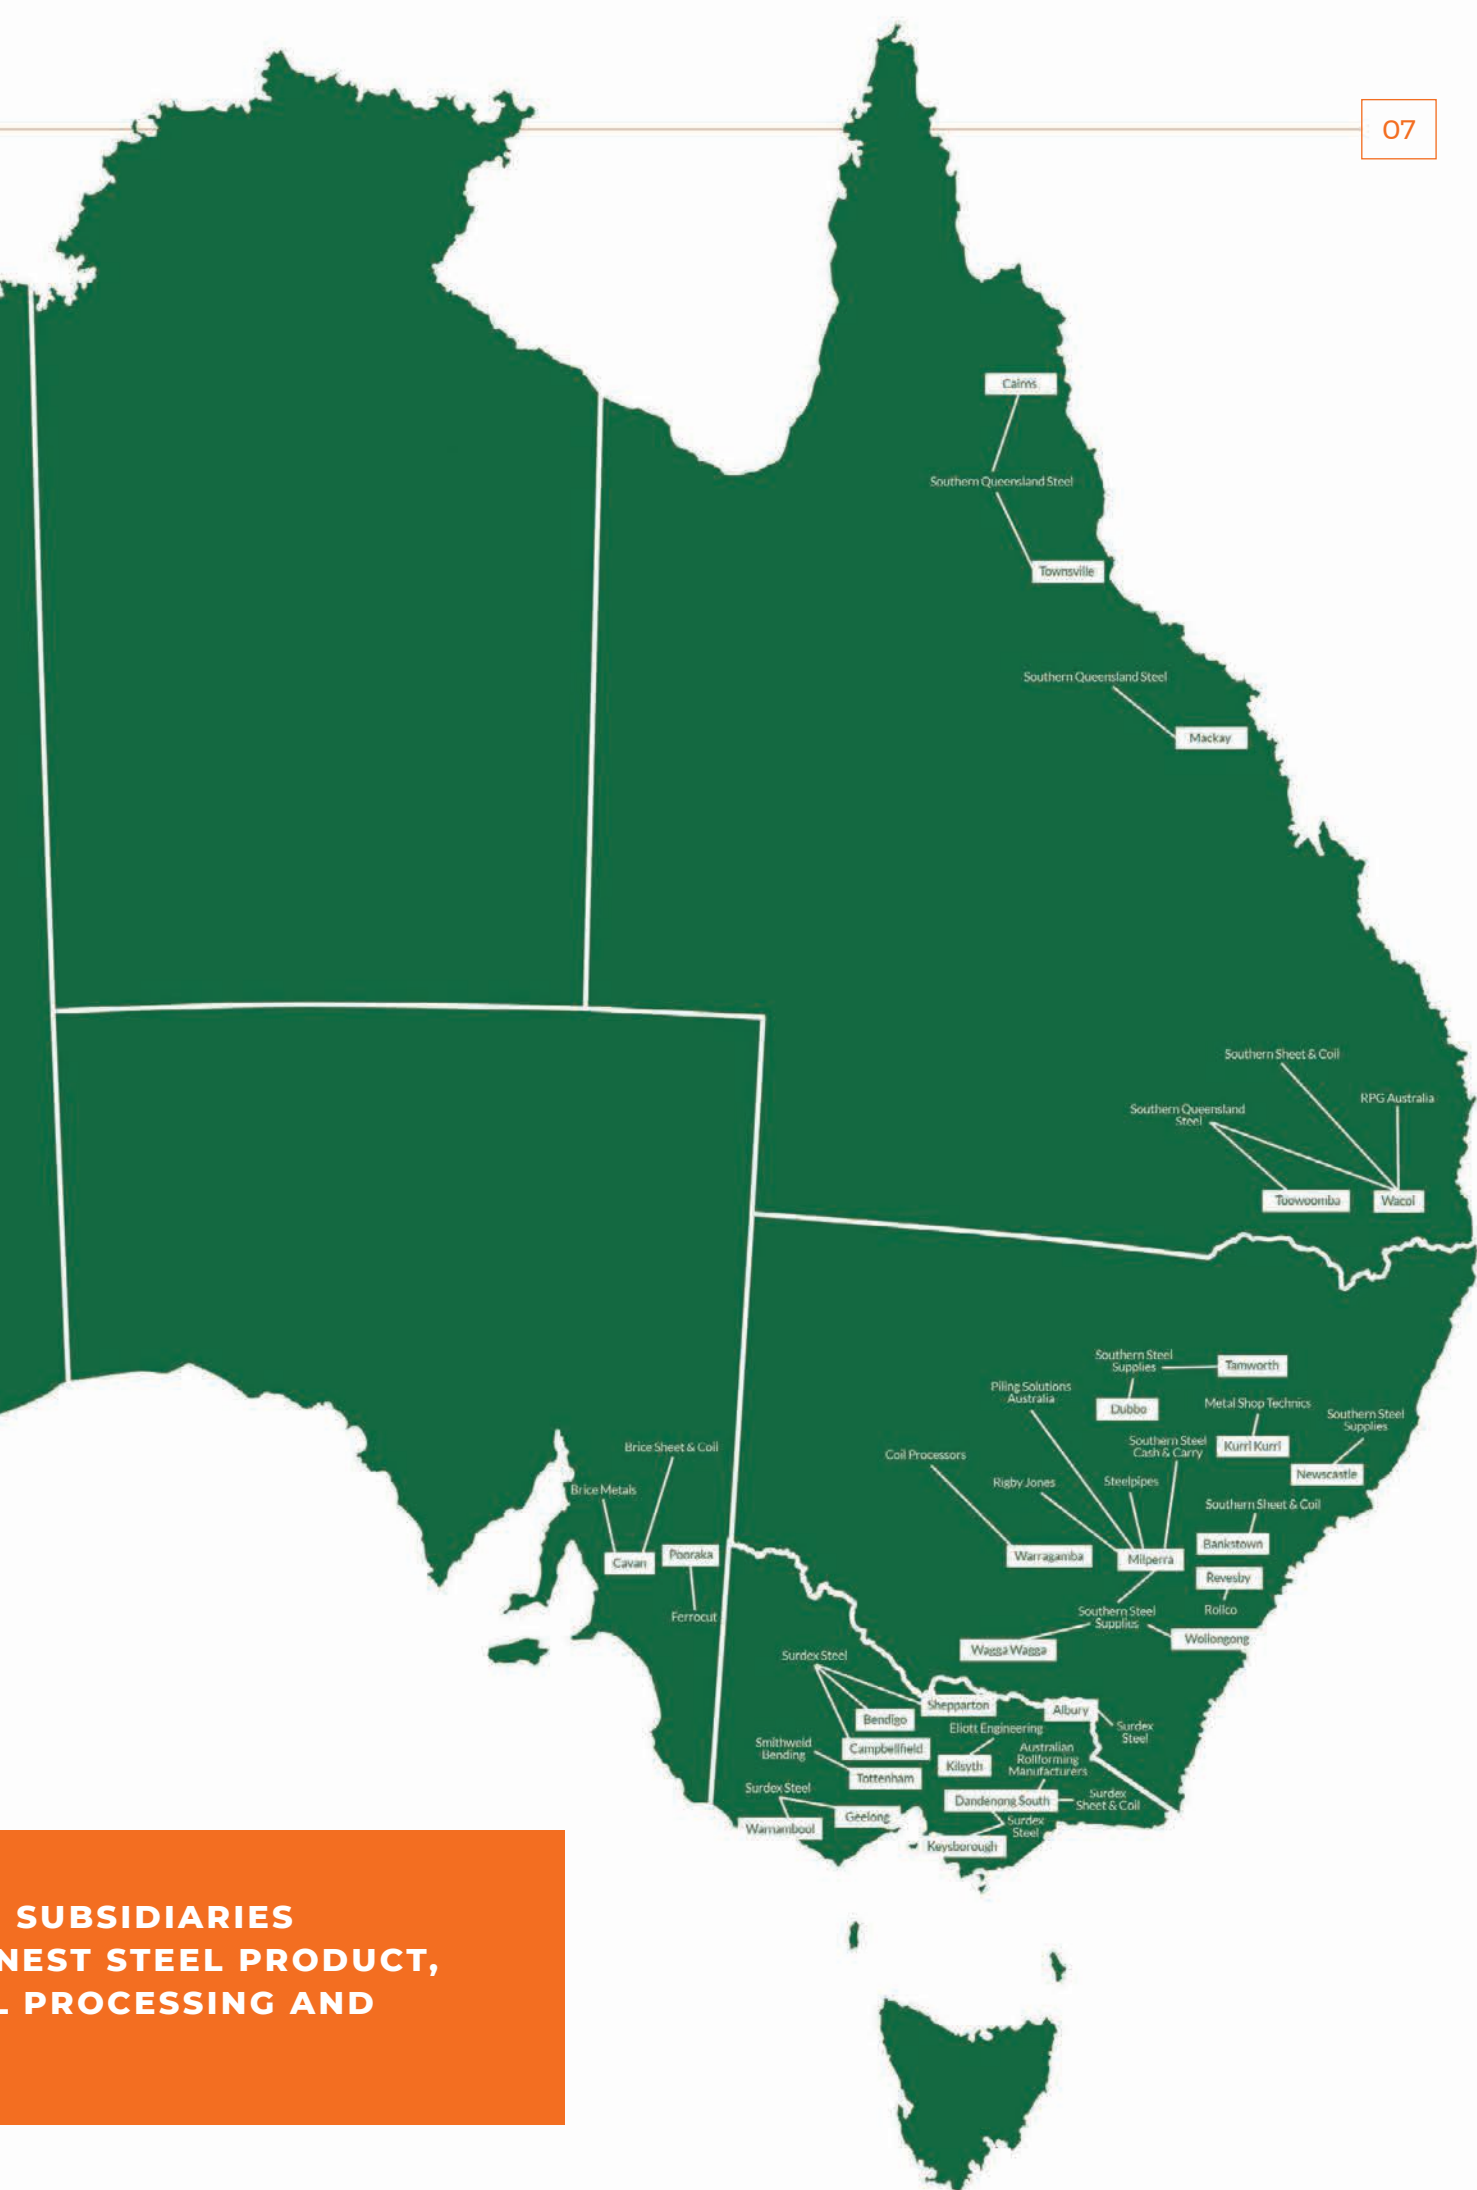 07
Cairns
Southern Queensland Steel
Townsville
Southern Queensland Steel
Mackay
Southern Sheet & Coil
RPG Australia
Southern Queensland
Steel
Toowoomba
Wacol
Southern Steel
Supplies
Tamworth
Piling Solutions
Australia
Dubbo
Metal Shop Technics
Southern Steel
Supplies
Southern Steel
Cash & Carry
Kurri Kurri
Brice Sheet & Coil
Coil Processors
Newscastle
Rigby Jones
Steelpipes
Brice Metals
Southern Sheet & Coil
Bankstown
Cavan
Pooraka
Warragamba
Milperra
Revesby
Ferrocut
Southern Steel
Supplies
Rollco
Wollongong
Wagga Wagga
Surdex Steel
Shepparton
Albury
Bendigo
Eliott Engineering
Surdex
Steel
Smithweld
Bending
Campbellfield
Australian
Rollforming
Manufacturers
Kilsyth
Tottenham
Surdex Steel
Dandenong South
Surdex
Sheet & Coil
Geelong
Surdex
Steel
Warnambool
Keysborough
SUBSIDIARIES
NEST STEEL PRODUCT,
L PROCESSING AND